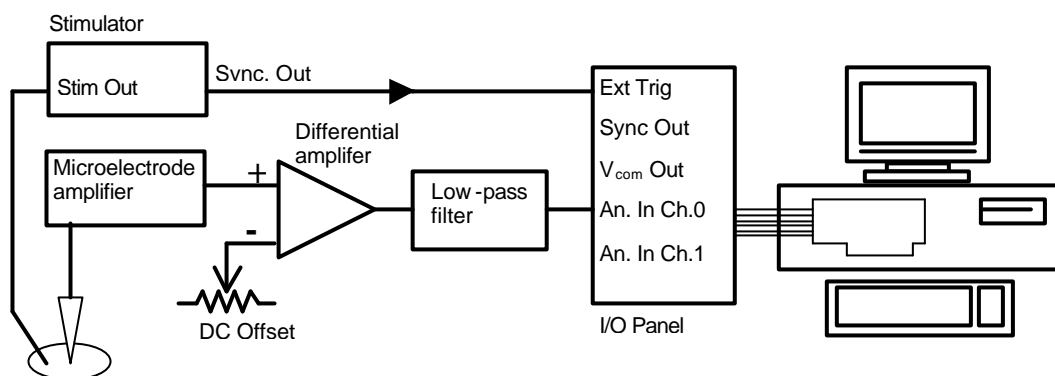 Stimulator
Stim Out
Svnc. Out
Microelectrode
amplifier
+
-
Differential
amplifer
DC Offset
Low -pass
filter
Ext Trig
Sync Out
Vcom Out
An. In Ch.0
An. In Ch.1
I/O Panel